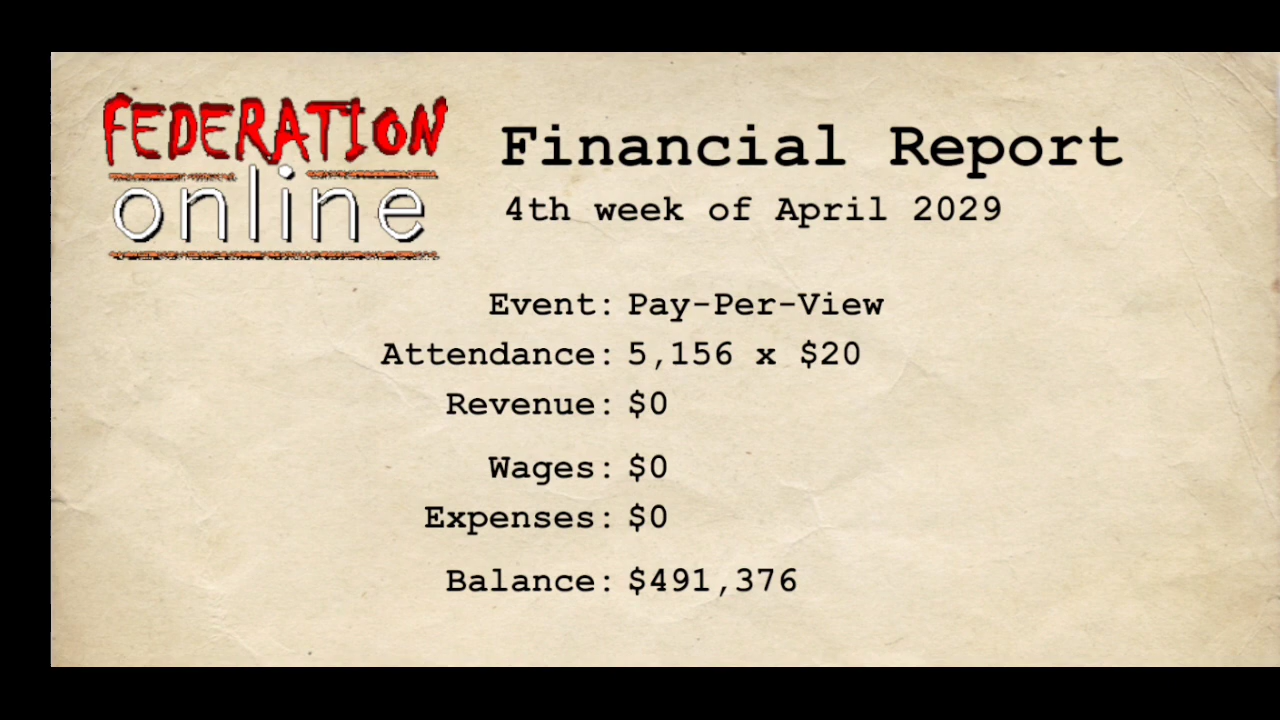 FEDERATION
online
Financial Report
4th week of April 2029
Event: Pay-Per-View
Attendance: 5,156 x $20
Revenue: $0
Wages: $0
Expenses: $0
Balance: $491,376